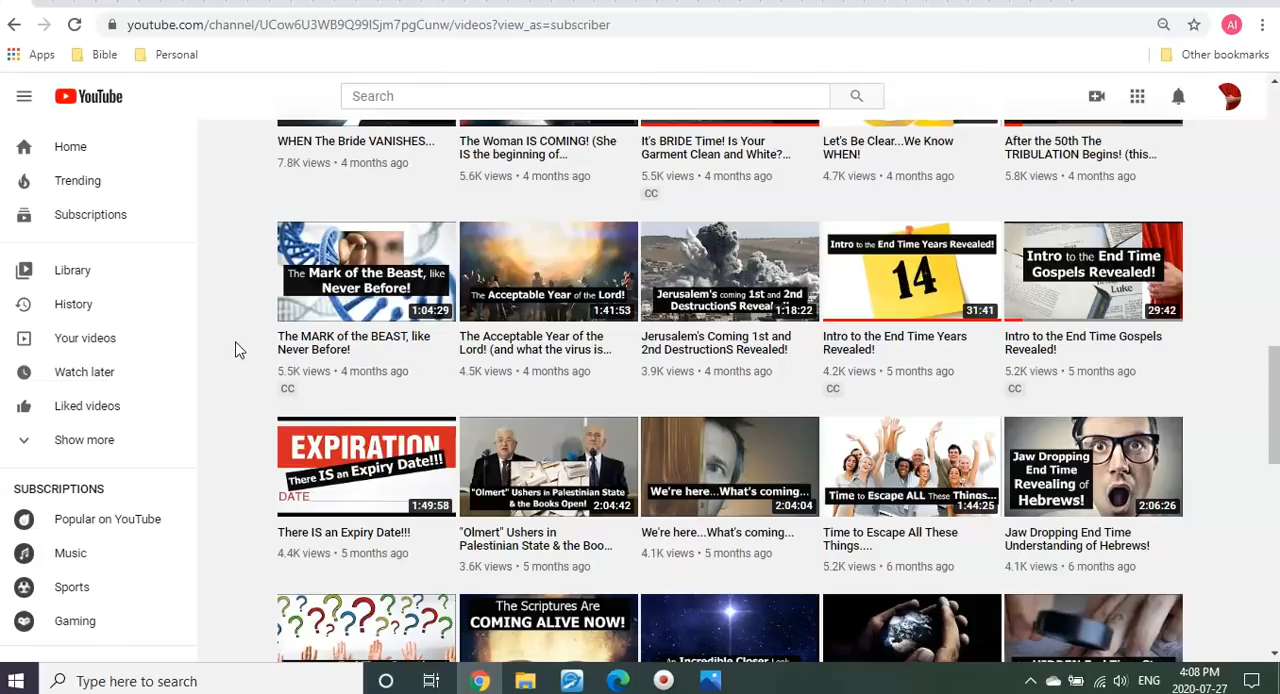 youtube.com/channel/UCow6U3WB9Q99ISjm7pgCunw/videos?view_as=subscriber
AI
Apps
Bible
Personal
Other bookmarks
YouTube
Search
Home
Trending
Subscriptions
Library
History
Your videos
Watch later
Liked videos
Show more
SUBSCRIPTIONS
Popular on YouTube
Music
Sports
Gaming
WHEN The Bride VANISHES...
7.8K views • 4 months ago
The Woman IS COMING! (She
IS the beginning of...
5.6K views • 4 months ago
It's BRIDE Time! Is Your
Garment Clean and White?...
5.5K views • 4 months ago
CC
Let's Be Clear...We Know
WHEN!
4.7K views • 4 months ago
After the 50th The
TRIBULATION Begins! (this...
5.8K views • 4 months ago
The Mark of the Beast, like
Never Before!
1:04:29
The MARK of the BEAST, like
Never Before!
5.5K views • 4 months ago
CC
The Acceptable Year of the Lord!
1:41:53
The Acceptable Year of the
Lord! (and what the virus is...
4.5K views • 4 months ago
Jerusalem's coming 1st and 2nd
DestructionS Reveal
1:18:22
Jerusalem's Coming 1st and
2nd DestructionS Revealed!
3.9K views • 4 months ago
Intro to the End Time Years Revealed!
14
31:41
Intro to the End Time Years
Revealed!
4.2K views • 5 months ago
CC
Intro to the End Time
Gospels Revealed!
Luke
29:42
Intro to the End Time Gospels
Revealed!
5.2K views • 5 months ago
CC
EXPIRATION
There IS an Expiry Date!!!
DATE
1:49:58
There IS an Expiry Date!!!
4.4K views • 5 months ago
"Olmert" Ushers in Palestinian State
& the Books Open!
2:04:42
"Olmert" Ushers in
Palestinian State & the Boo...
3.6K views • 5 months ago
We're here...What's coming...
2:04:04
We're here...What's coming...
4.1K views • 5 months ago
Time to Escape ALL These Things...
1:44:25
Time to Escape All These
Things....
5.2K views • 6 months ago
Jaw Dropping
End Time
Revealing of
Hebrews!
2:06:26
Jaw Dropping End Time
Understanding of Hebrews!
4.1K views • 6 months ago
The Scriptures Are
COMING ALIVE NOW!
An Incredible Closer Look
Type here to search
ENG
4:08 PM
2020-07-27